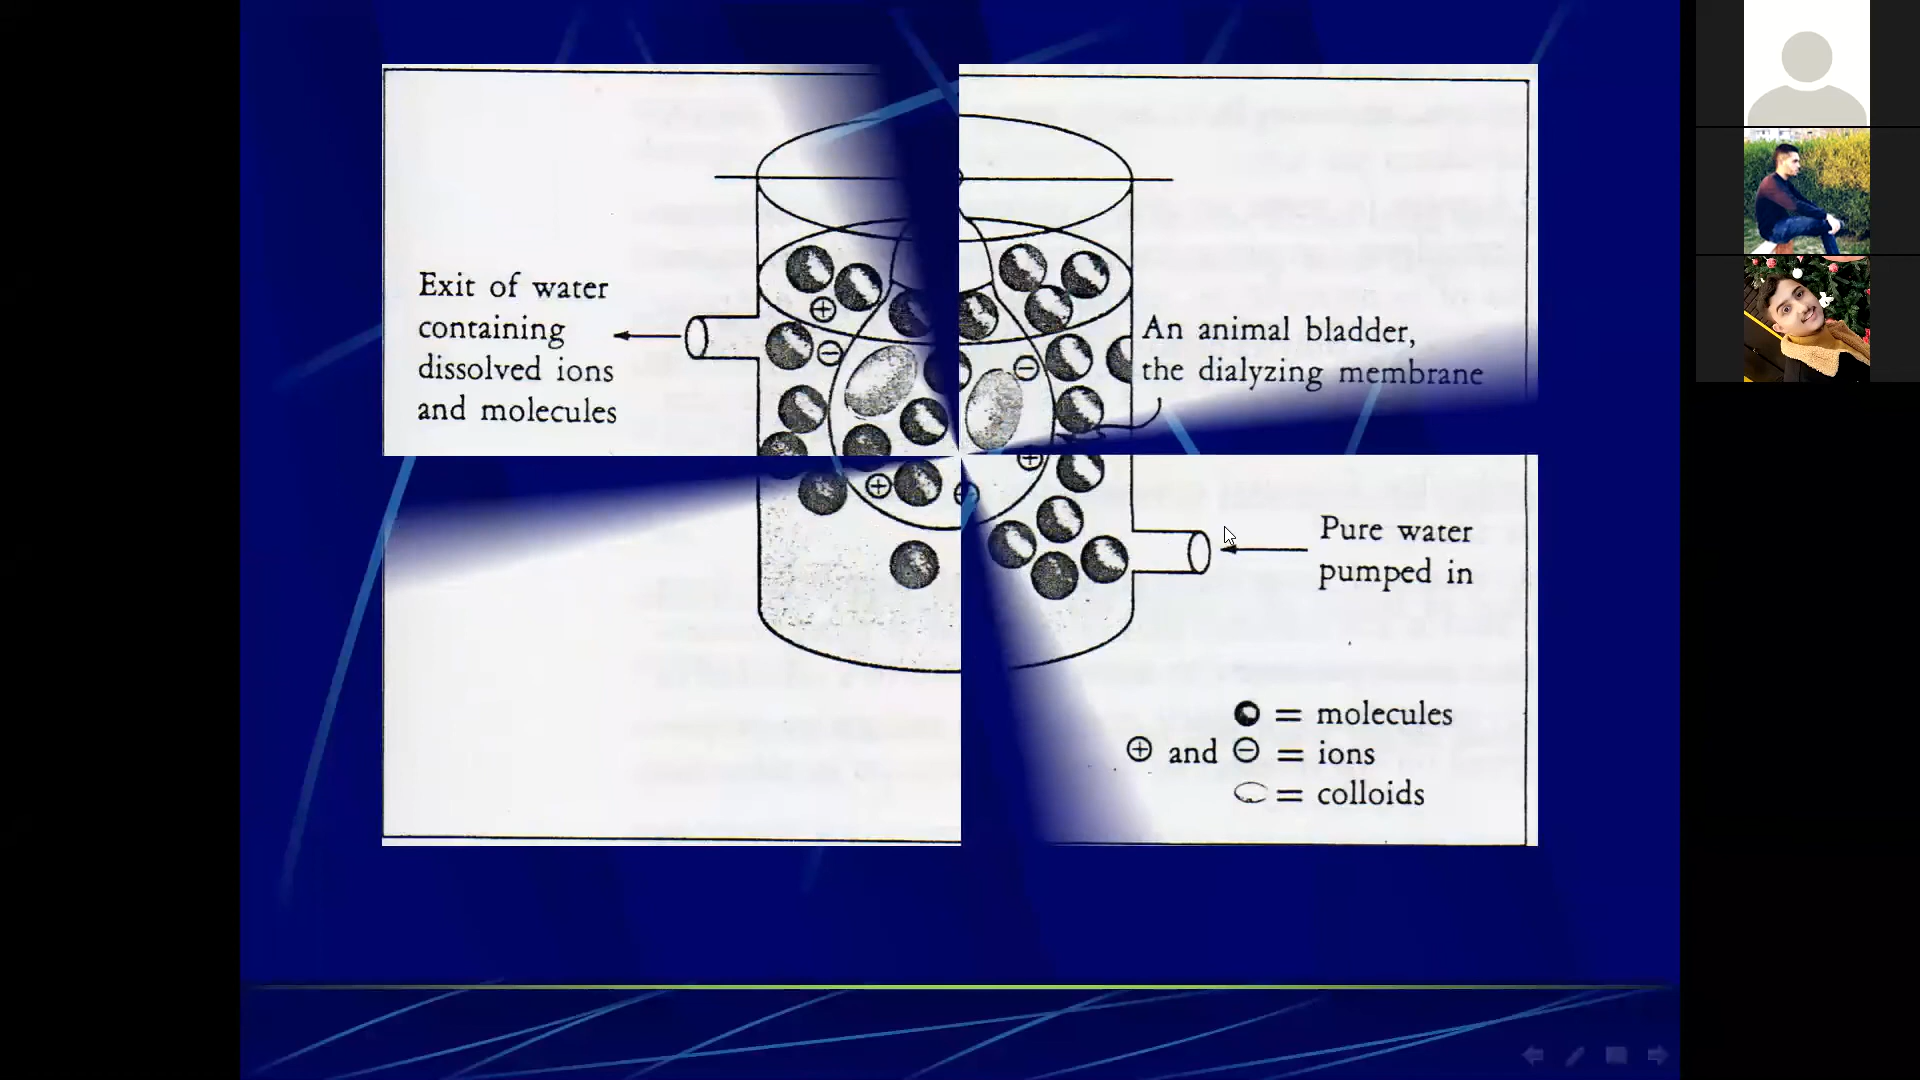 Exit of water
containing
dissolved ions
and molecules
An animal bladder,
the dialyzing membrane
Pure water
pumped in
= molecules
⊕ and ⊖ = ions
= colloids